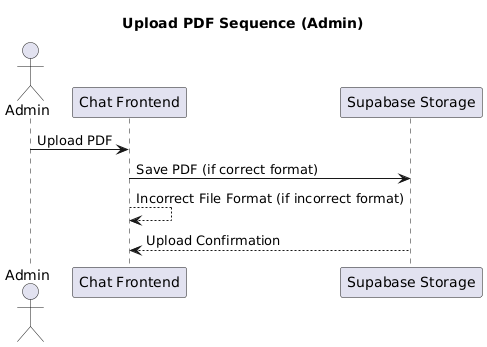 Upload PDF Sequence (Admin)
Admin
Chat Frontend
Supabase Storage
Upload PDF
Save PDF (if correct format)
Incorrect File Format (if incorrect format)
Upload Confirmation
Admin
Chat Frontend
Supabase Storage